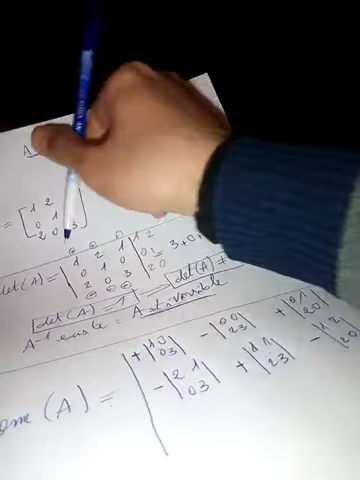 A
= [ 1 2
0 1
2 0 3 ]
det(A) = | 1 2 1 | 1 2
0 1 0 | 0 1 = 3 + 0
2 0 3 | 2 0
det(A) = 1 det(A) ≠
A⁻¹ existe = A
com (A) = | + |1 0 / 0 3| - |0 0 / 2 3| + |0 1 / 2 0|
- |2 1 / 0 3| + |1 1 / 2 3| - |1 2 / 2 0|